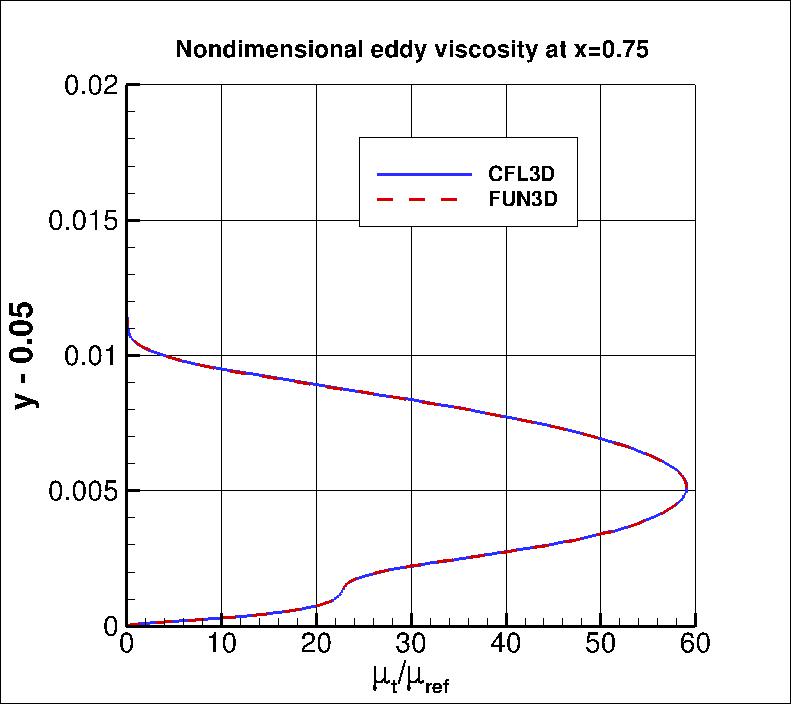 Nondimensional eddy viscosity at x=0.75
0.02
0.015
0.01
0.005
0
y - 0.05
CFL3D
FUN3D
0 10 20 30 40 50 60
μt/μref